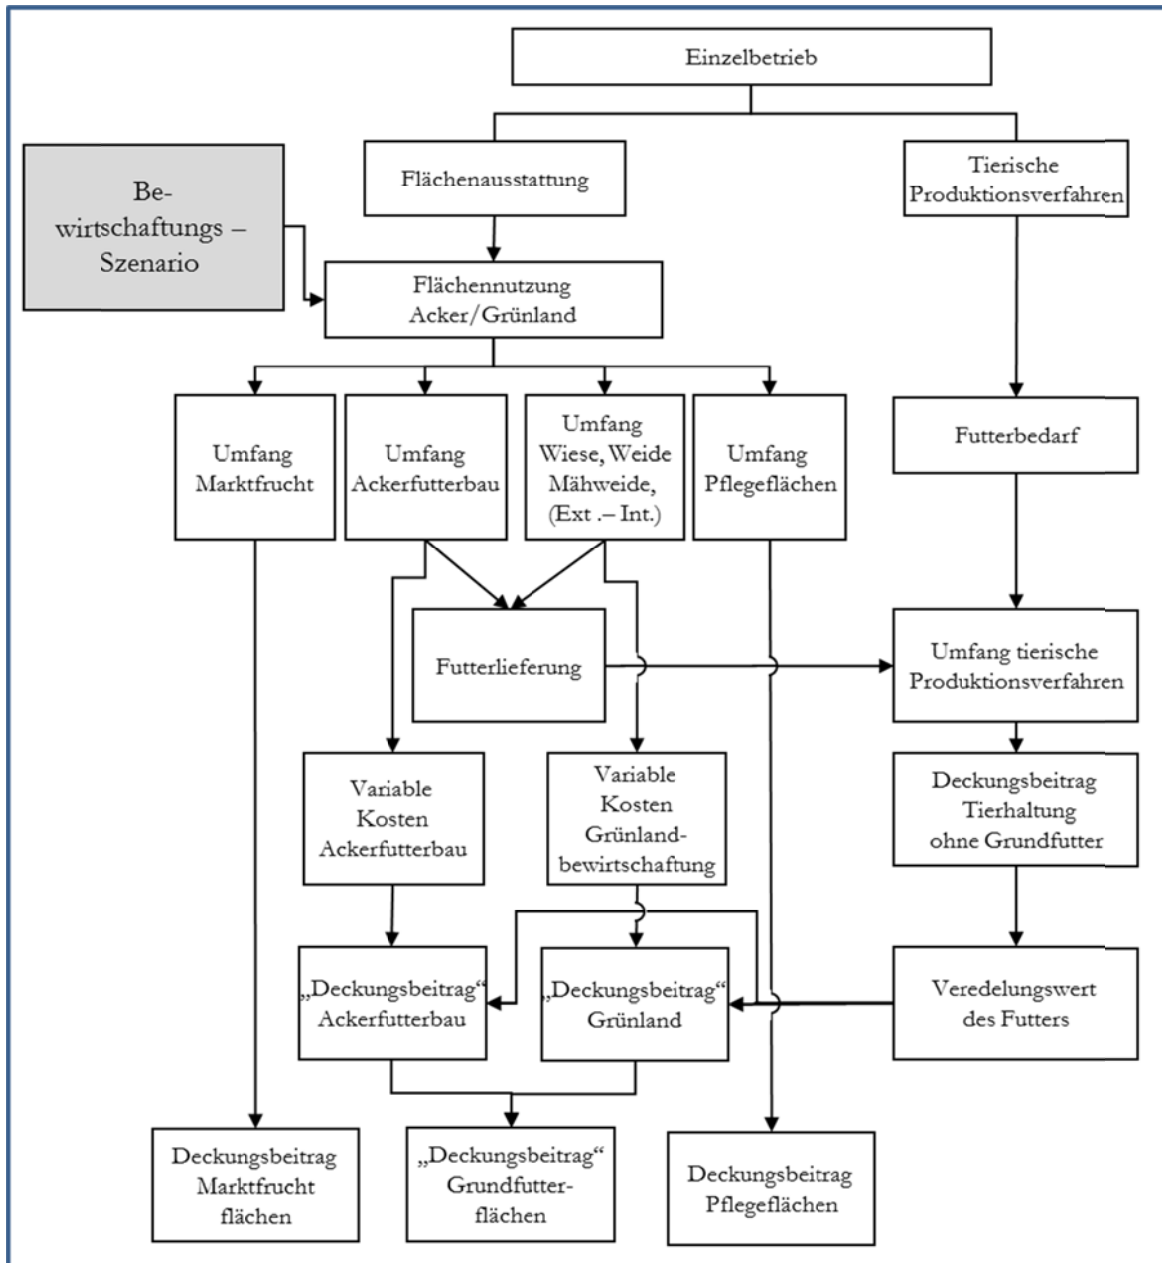 Einzelbetrieb
Be-
wirtschaftungs –
Szenario
Flächenausstattung
Tierische
Produktionsverfahren
Flächennutzung
Acker/Grünland
Umfang
Marktfrucht
Umfang
Ackerfutterbau
Umfang
Wiese, Weide
Mähweide,
(Ext .– Int.)
Umfang
Pflegeflächen
Futterbedarf
Futterlieferung
Umfang tierische
Produktionsverfahren
Variable
Kosten
Ackerfutterbau
Variable
Kosten
Grünland-
bewirtschaftung
Deckungsbeitrag
Tierhaltung
ohne Grundfutter
„Deckungsbeitrag“
Ackerfutterbau
„Deckungsbeitrag“
Grünland
Veredelungswert
des Futters
Deckungsbeitrag
Marktfrucht
flächen
„Deckungsbeitrag“
Grundfutter-
flächen
Deckungsbeitrag
Pflegeflächen